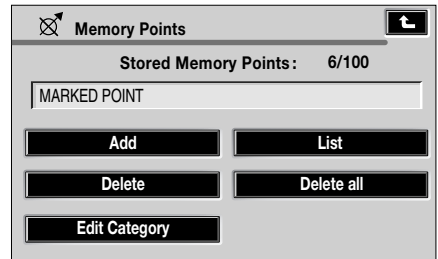 Memory Points
Stored Memory Points: 6/100
MARKED POINT
Add List
Delete Delete all
Edit Category